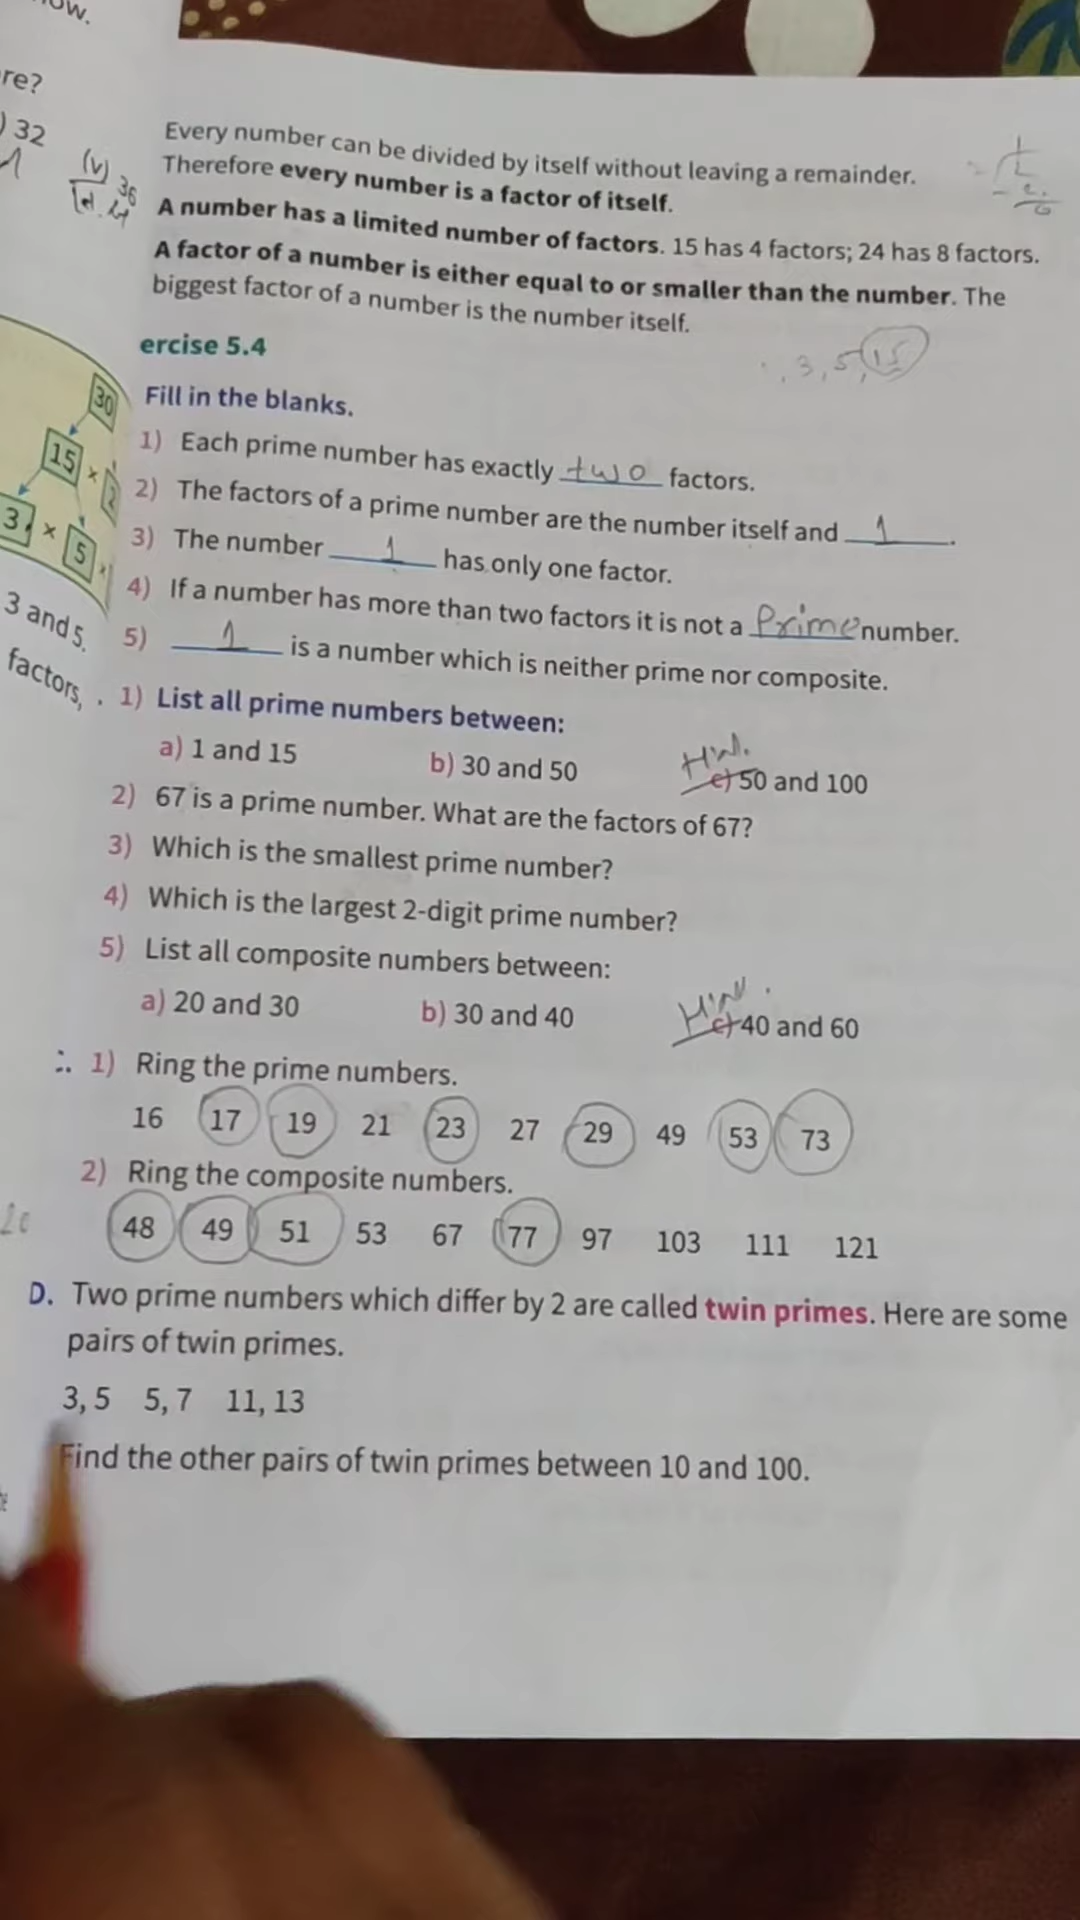 ow.
re?
) 32
(v) 36
Every number can be divided by itself without leaving a remainder.
Therefore every number is a factor of itself.
A number has a limited number of factors. 15 has 4 factors; 24 has 8 factors.
A factor of a number is either equal to or smaller than the number. The
biggest factor of a number is the number itself.
, 3, 5, 15
ercise 5.4
30
15 × 2
3 × 5 ×
3 and 5.
factors,
Fill in the blanks.
1) Each prime number has exactly two factors.
2) The factors of a prime number are the number itself and 1.
3) The number 1 has only one factor.
4) If a number has more than two factors it is not a Prime number.
5) 1 is a number which is neither prime nor composite.
1) List all prime numbers between:
a) 1 and 15 b) 30 and 50 H.W. c) 50 and 100
2) 67 is a prime number. What are the factors of 67?
3) Which is the smallest prime number?
4) Which is the largest 2-digit prime number?
5) List all composite numbers between:
a) 20 and 30 b) 30 and 40 H.W. c) 40 and 60
1) Ring the prime numbers.
16 17 19 21 23 27 29 49 53 73
2) Ring the composite numbers.
48 49 51 53 67 77 97 103 111 121
D. Two prime numbers which differ by 2 are called twin primes. Here are some
pairs of twin primes.
3, 5 5, 7 11, 13
Find the other pairs of twin primes between 10 and 100.